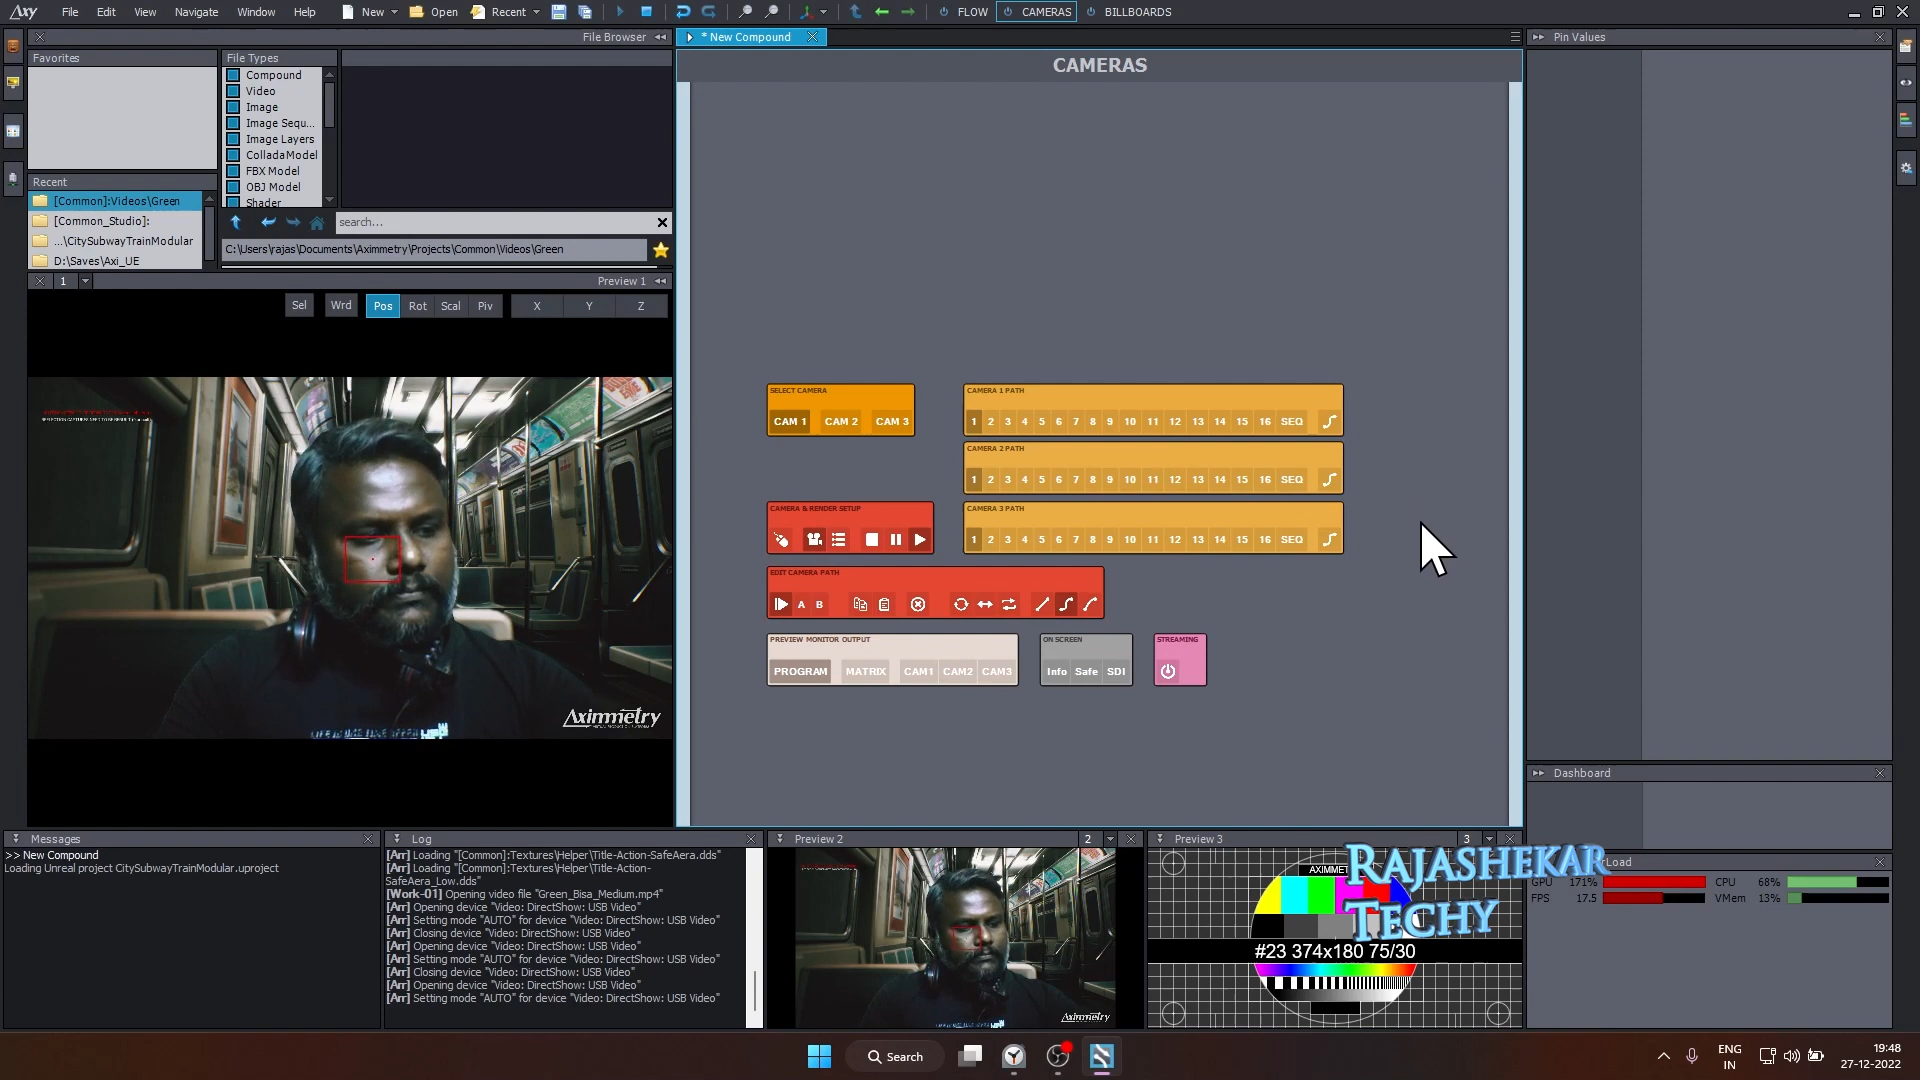 Axy File Edit View Navigate Window Help New Open Recent FLOW CAMERAS BILLBOARDS
File Browser
* New Compound
Pin Values
Favorites
File Types
Compound
Video
Image
Image Sequ...
Image Layers
ColladaModel
FBX Model
OBJ Model
Shader
Recent
[Common]:Videos\Green
[Common_Studio]:
...\CitySubwayTrainModular
D:\Saves\Axi_UE
search...
C:\Users\rajas\Documents\Aximmetry\Projects\Common\Videos\Green
1
Preview 1
Sel Wrd Pos Rot Scal Piv X Y Z
Aximmetry
CAMERAS
SELECT CAMERA
CAM 1 CAM 2 CAM 3
CAMERA 1 PATH
1 2 3 4 5 6 7 8 9 10 11 12 13 14 15 16 SEQ
CAMERA 2 PATH
1 2 3 4 5 6 7 8 9 10 11 12 13 14 15 16 SEQ
CAMERA & RENDER SETUP
CAMERA 3 PATH
1 2 3 4 5 6 7 8 9 10 11 12 13 14 15 16 SEQ
EDIT CAMERA PATH
A B
PREVIEW MONITOR OUTPUT
PROGRAM MATRIX CAM1 CAM2 CAM3
ON SCREEN
Info Safe SDI
STREAMING
Dashboard
Messages
>> New Compound
Loading Unreal project CitySubwayTrainModular.uproject
Log
[Arr] Loading "[Common]:Textures\Helper\Title-Action-SafeAera.dds"
[Arr] Loading "[Common]:Textures\Helper\Title-Action-
SafeAera_Low.dds"
[Work-01] Opening video file "Green_Bisa_Medium.mp4"
[Arr] Opening device "Video: DirectShow: USB Video"
[Arr] Setting mode "AUTO" for device "Video: DirectShow: USB Video"
[Arr] Closing device "Video: DirectShow: USB Video"
[Arr] Opening device "Video: DirectShow: USB Video"
[Arr] Setting mode "AUTO" for device "Video: DirectShow: USB Video"
[Arr] Closing device "Video: DirectShow: USB Video"
[Arr] Opening device "Video: DirectShow: USB Video"
[Arr] Setting mode "AUTO" for device "Video: DirectShow: USB Video"
Preview 2
2
Aximmetry
Preview 3
3
AXIMMET
#23 374x180 75/30
RAJASHEKAR
TECHY
rLoad
GPU 171% CPU 68%
FPS 17.5 VMem 13%
Search
ENG
IN
19:48
27-12-2022